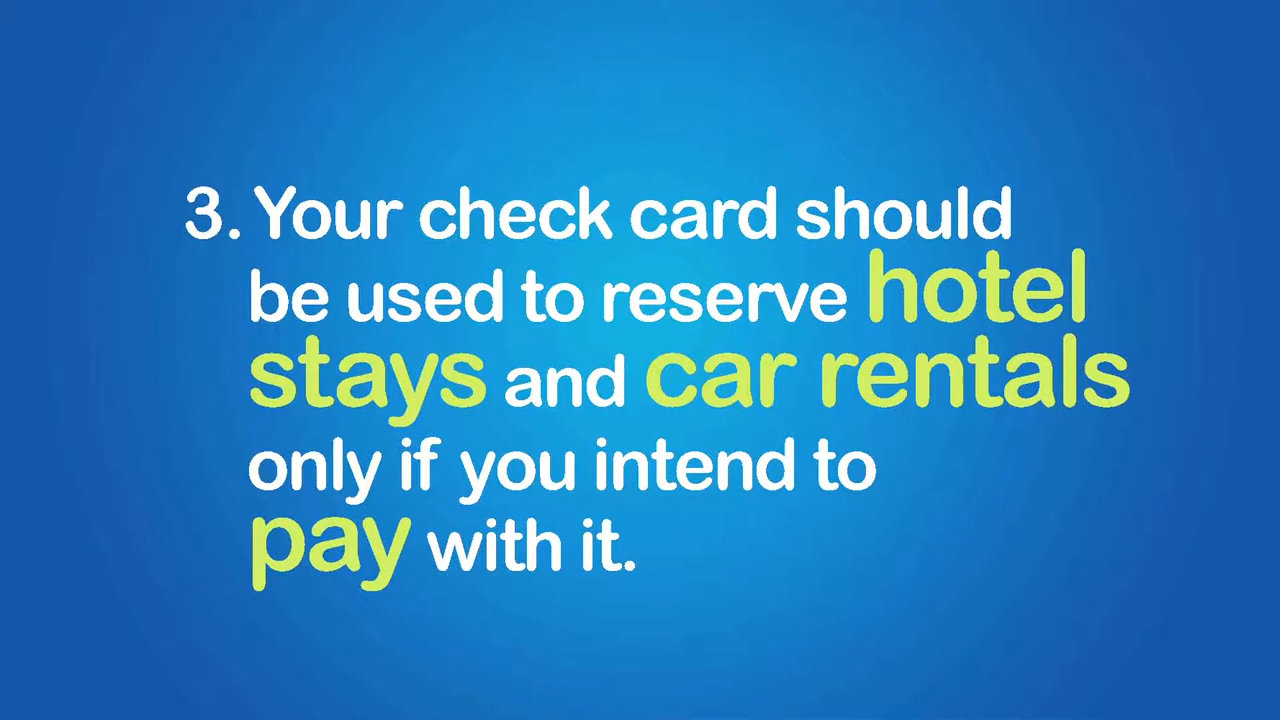 3. Your check card should
be used to reserve hotel
stays and car rentals
only if you intend to
pay with it.